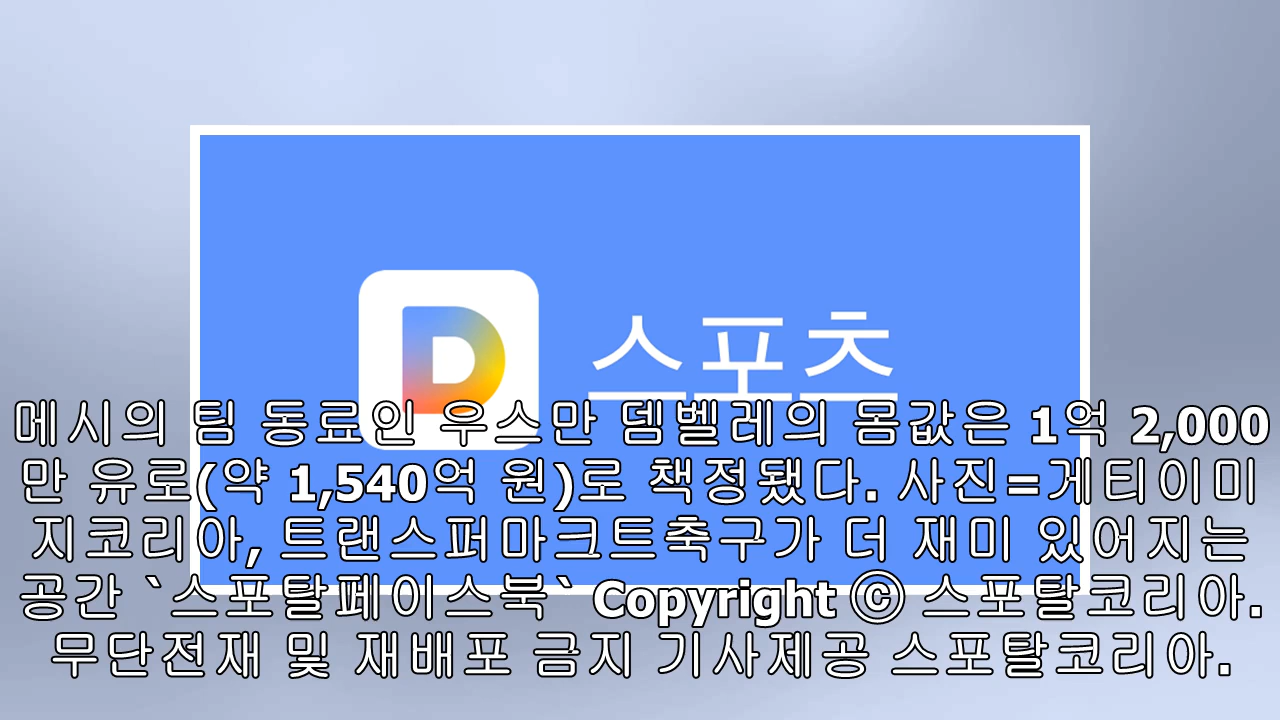 D 스포츠
메시의 팀 동료인 우스만 뎀벨레의 몸값은 1억 2,000
만 유로(약 1,540억 원)로 책정됐다. 사진=게티이미
지코리아, 트랜스퍼마크트축구가 더 재미 있어지는
공간 `스포탈페이스북` Copyright ⓒ 스포탈코리아.
무단전재 및 재배포 금지 기사제공 스포탈코리아.